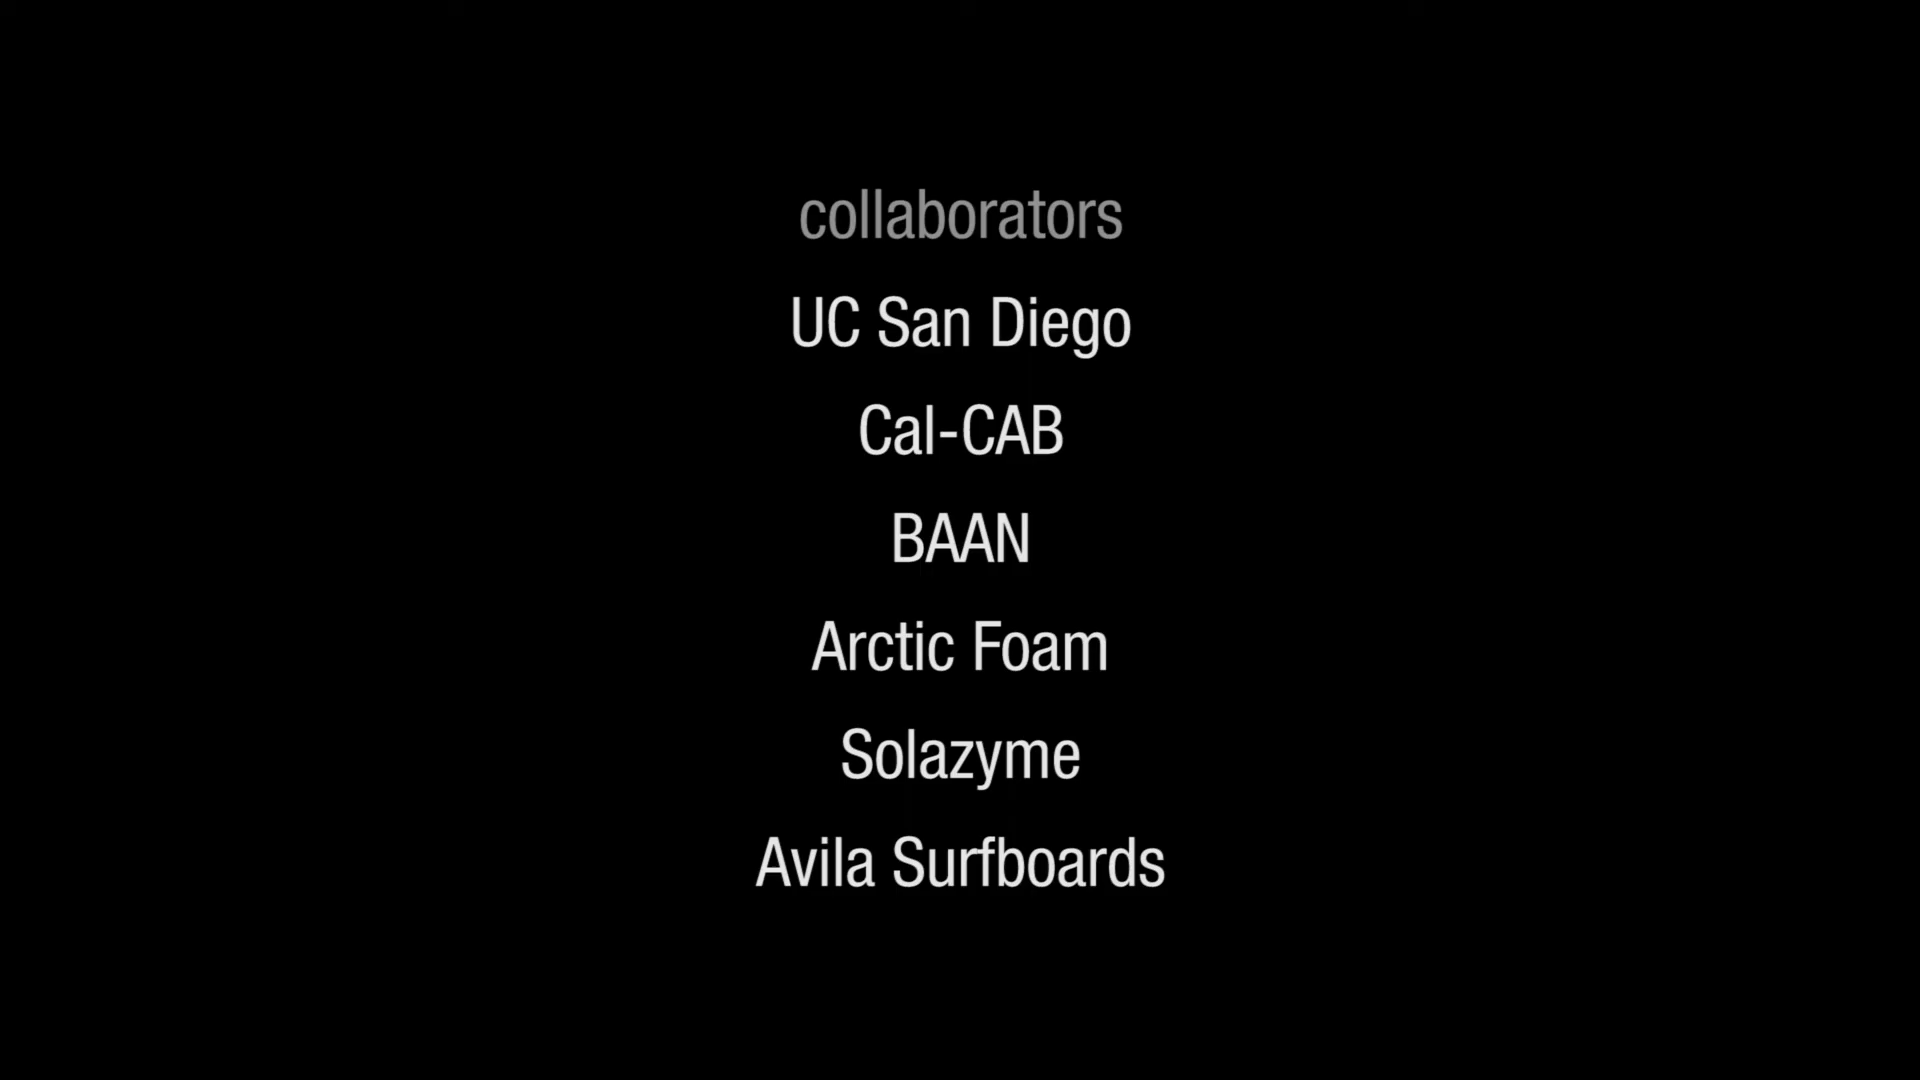 collaborators
UC San Diego
Cal-CAB
BAAN
Arctic Foam
Solazyme
Avila Surfboards